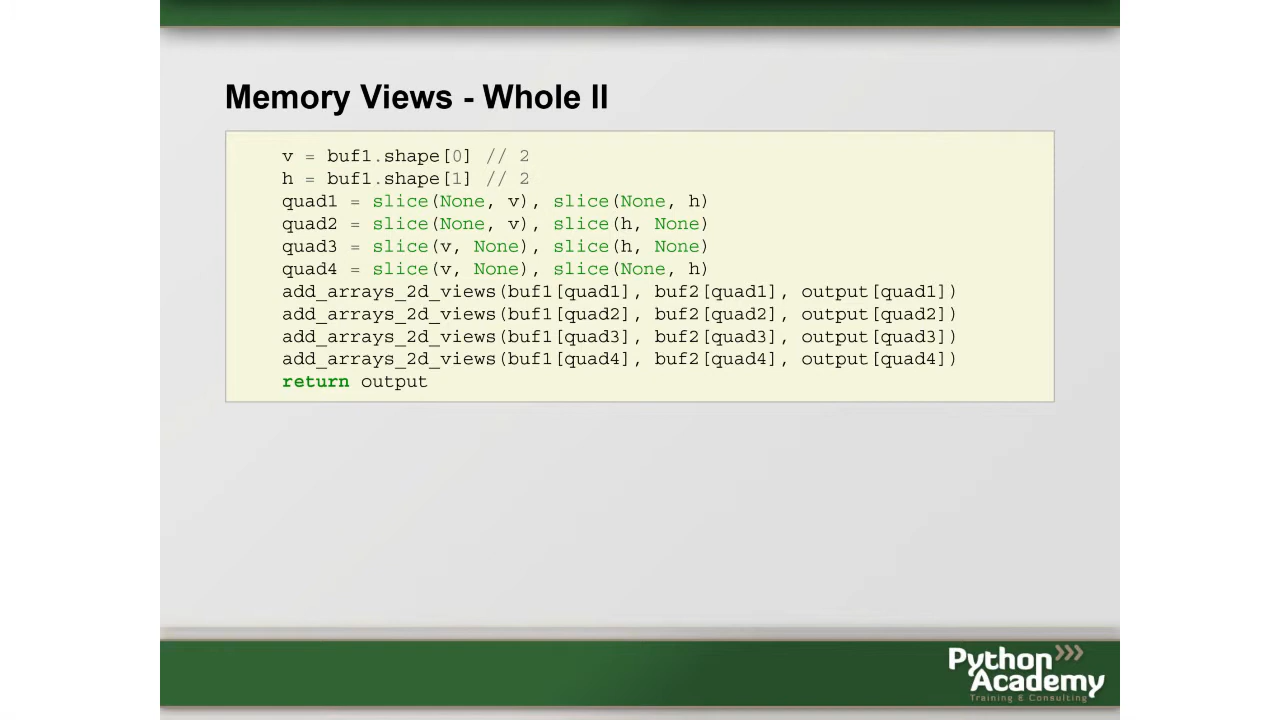 Memory Views - Whole II
v = buf1.shape[0] // 2
h = buf1.shape[1] // 2
quad1 = slice(None, v), slice(None, h)
quad2 = slice(None, v), slice(h, None)
quad3 = slice(v, None), slice(h, None)
quad4 = slice(v, None), slice(None, h)
add_arrays_2d_views(buf1[quad1], buf2[quad1], output[quad1])
add_arrays_2d_views(buf1[quad2], buf2[quad2], output[quad2])
add_arrays_2d_views(buf1[quad3], buf2[quad3], output[quad3])
add_arrays_2d_views(buf1[quad4], buf2[quad4], output[quad4])
return output
Python
Academy
Training & Consulting